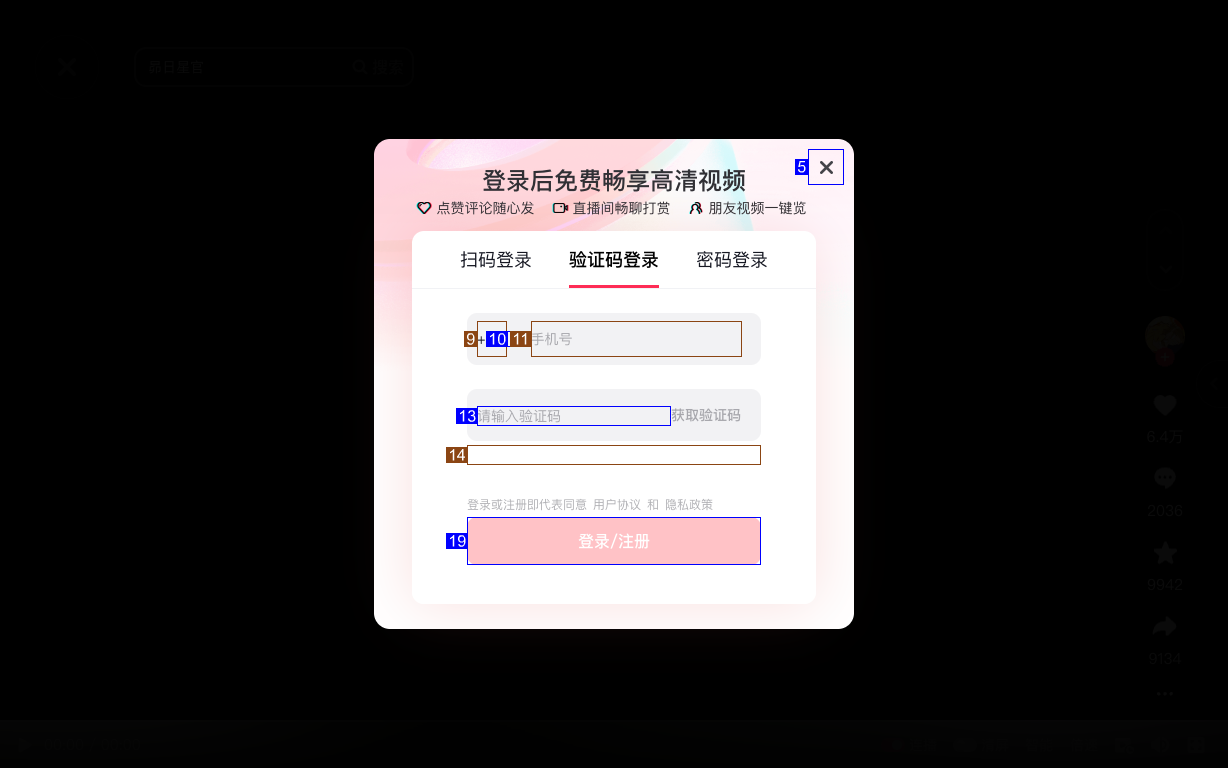 登录后免费畅享高清视频
点赞评论随心发 直播间畅聊打赏 朋友视频一键览
扫码登录 验证码登录 密码登录
5
9 + 10 11 手机号
13 请输入验证码 获取验证码
14
登录或注册即代表同意 用户协议 和 隐私政策
19 登录/注册
6.4万
2036
9842
9134